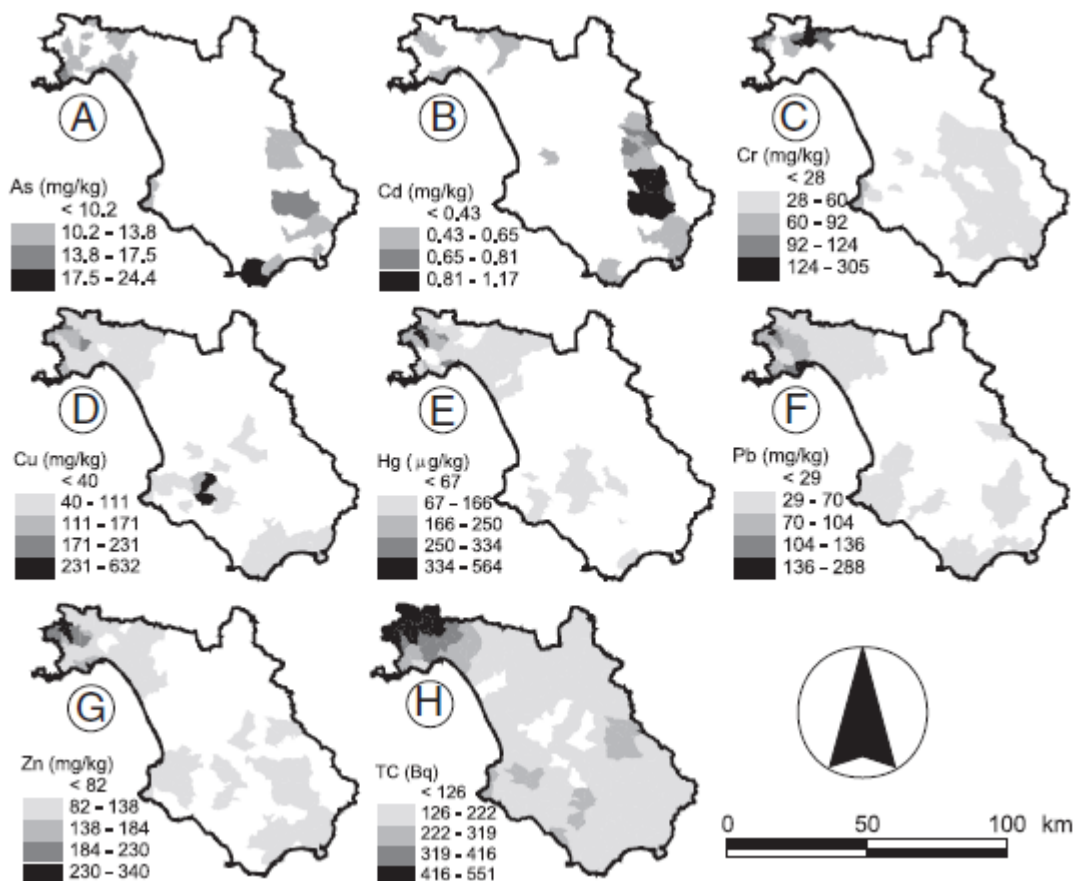 A
As (mg/kg)
< 10.2
10.2 – 13.8
13.8 – 17.5
17.5 – 24.4
B
Cd (mg/kg)
< 0.43
0.43 – 0.65
0.65 – 0.81
0.81 – 1.17
C
Cr (mg/kg)
< 28
28 – 60
60 – 92
92 – 124
124 – 305
D
Cu (mg/kg)
< 40
40 – 111
111 – 171
171 – 231
231 – 632
E
Hg (µg/kg)
< 67
67 – 166
166 – 250
250 – 334
334 – 564
F
Pb (mg/kg)
< 29
29 – 70
70 – 104
104 – 136
136 – 288
G
Zn (mg/kg)
< 82
82 – 138
138 – 184
184 – 230
230 – 340
H
TC (Bq)
< 126
126 – 222
222 – 319
319 – 416
416 – 551
0 50 100 km